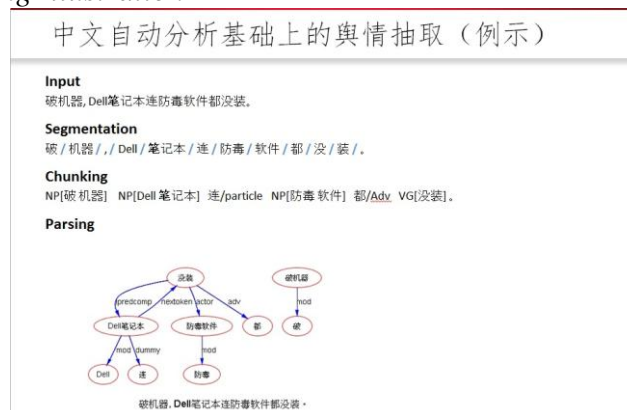 中文自动分析基础上的舆情抽取（例示）
Input
破机器, Dell笔记本连防毒软件都没装。
Segmentation
破 / 机器 / , / Dell / 笔记本 / 连 / 防毒 / 软件 / 都 / 没 / 装 / 。
Chunking
NP[破机器] NP[Dell 笔记本] 连/particle NP[防毒 软件] 都/Adv VG[没装] 。
Parsing
没装 破机器
predcomp nextoken actor adv mod
Dell笔记本 防毒软件 都 破
mod dummy mod
Dell 连 防毒
破机器, Dell笔记本连防毒软件都没装。